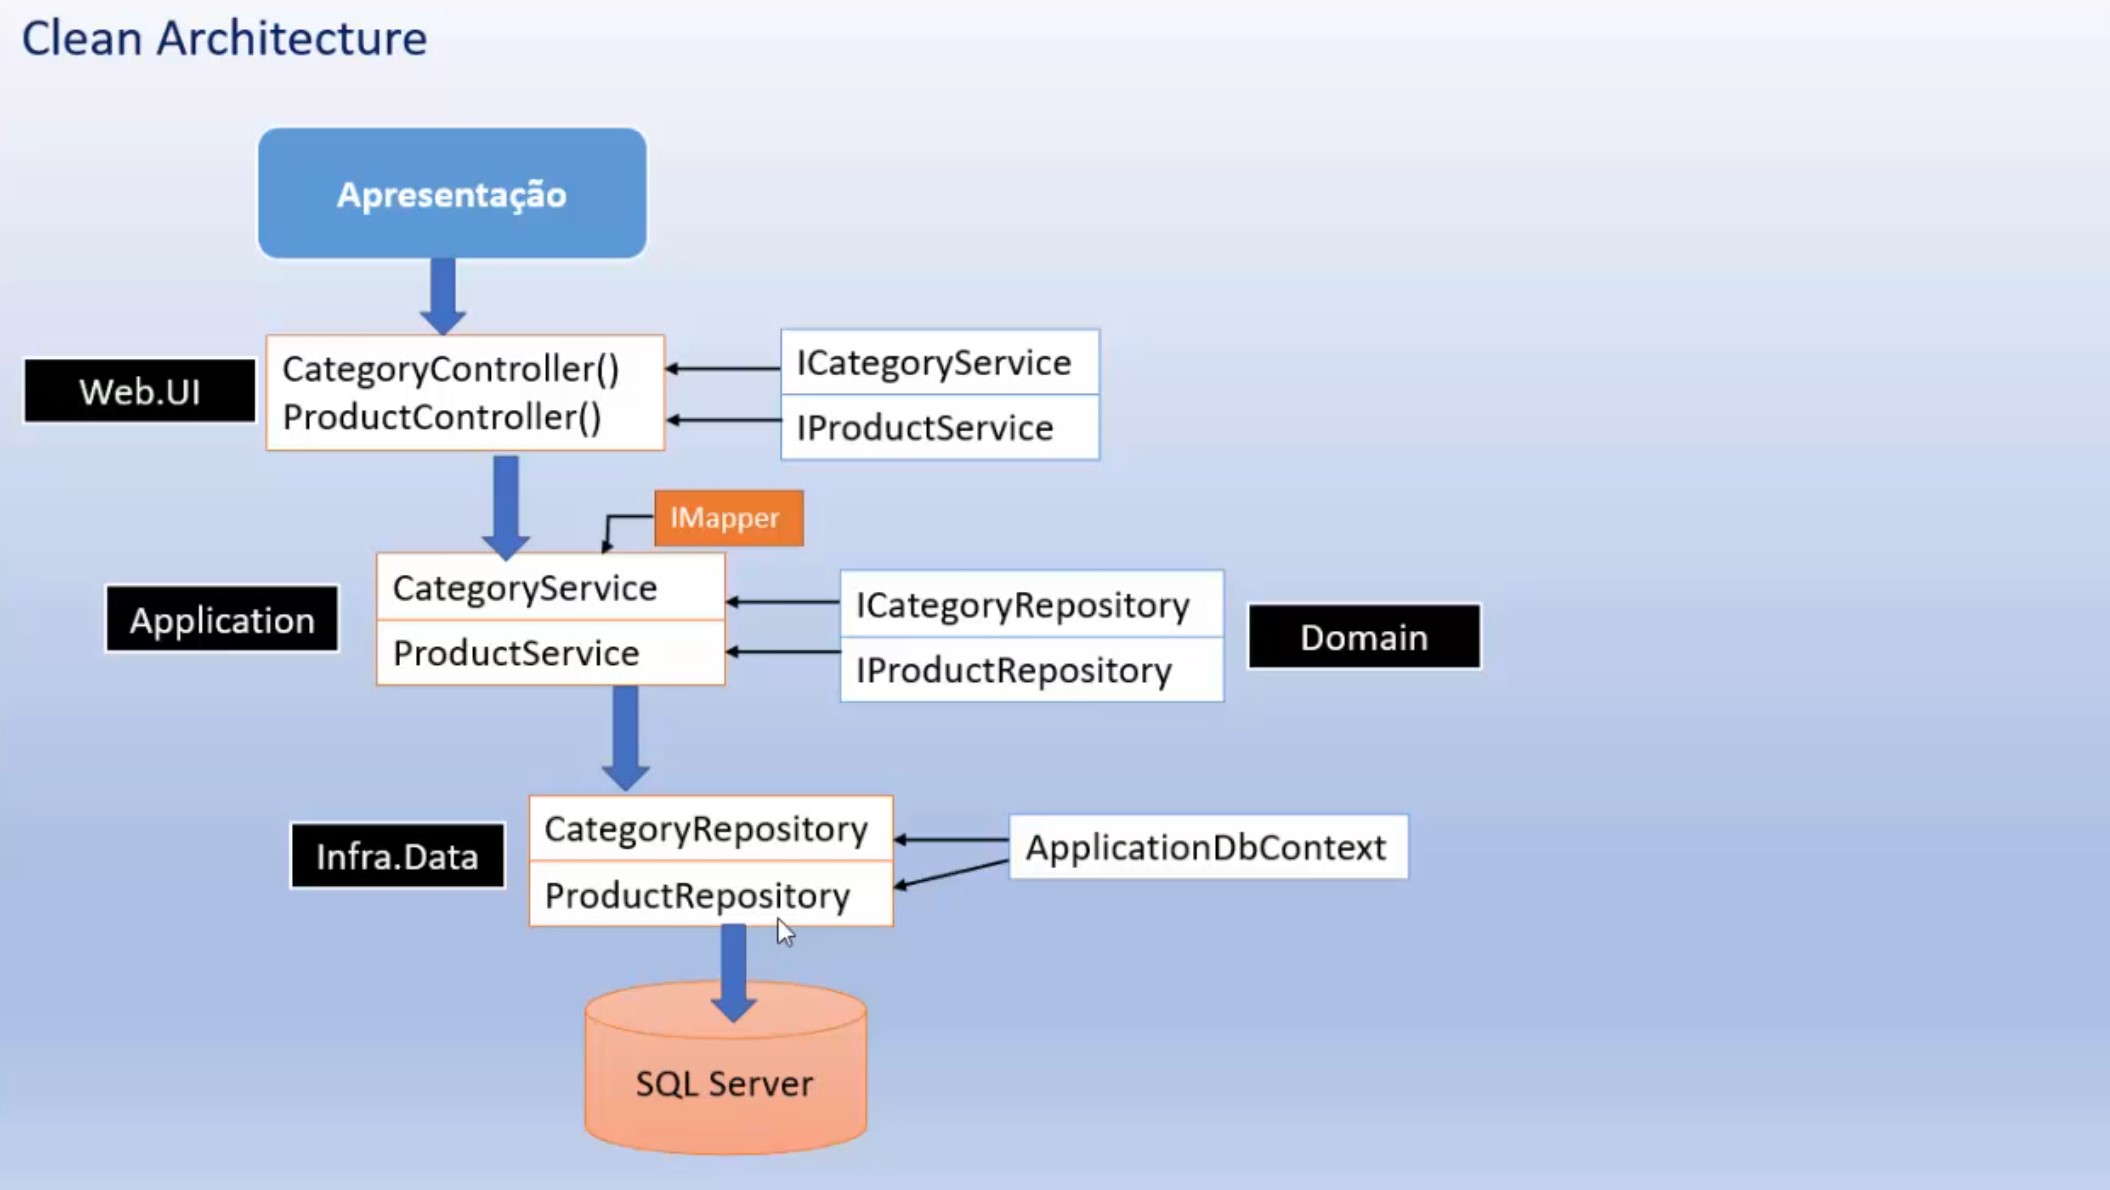 Clean Architecture
Apresentação
Web.UI
CategoryController()
ProductController()
ICategoryService
IProductService
IMapper
Application
CategoryService
ProductService
ICategoryRepository
IProductRepository
Domain
Infra.Data
CategoryRepository
ProductRepository
ApplicationDbContext
SQL Server